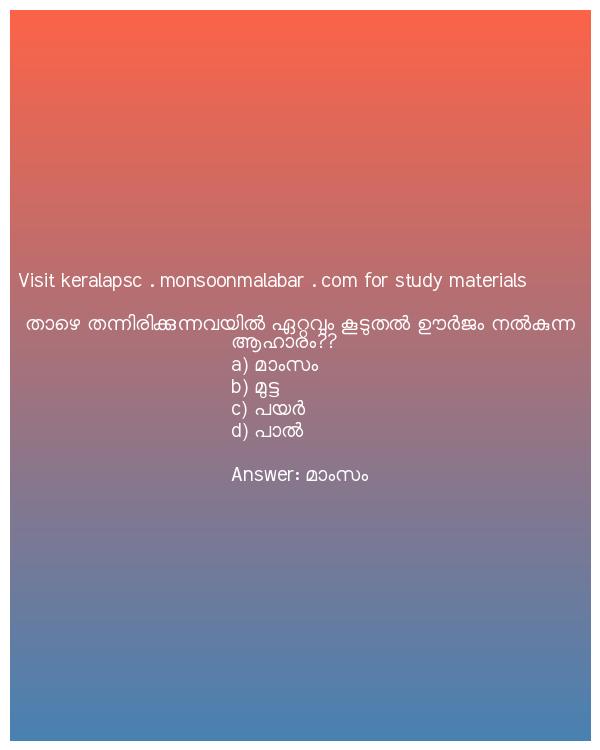 Visit keralapsc . monsoonmalabar . com for study materials
താഴെ തന്നിരിക്കുന്നവയിൽ ഏറ്റവും കൂടുതൽ ഊർജം നൽകുന്ന
ആഹാരം??
a) മാംസം
b) മുട്ട
c) പയർ
d) പാൽ
Answer: മാംസം